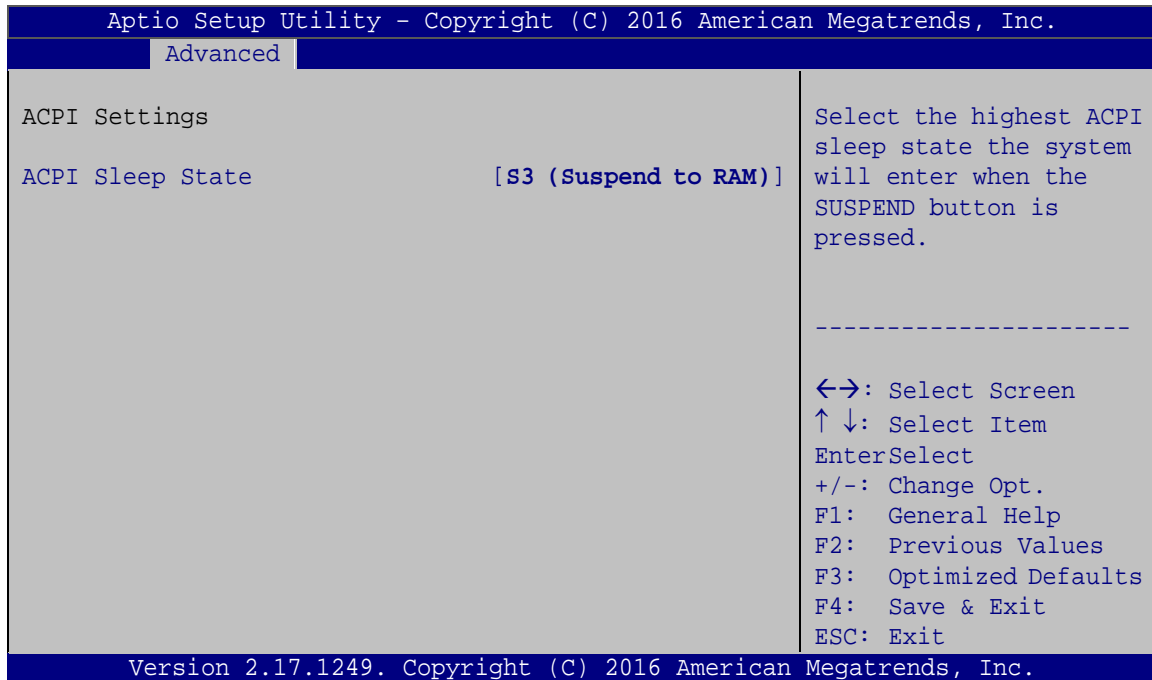 Aptio Setup Utility – Copyright (C) 2016 American Megatrends, Inc.
Advanced
ACPI Settings
ACPI Sleep State [S3 (Suspend to RAM)]
Select the highest ACPI
sleep state the system
will enter when the
SUSPEND button is
pressed.
----------------------
←→: Select Screen
↑ ↓: Select Item
EnterSelect
+/-: Change Opt.
F1: General Help
F2: Previous Values
F3: Optimized Defaults
F4: Save & Exit
ESC: Exit
Version 2.17.1249. Copyright (C) 2016 American Megatrends, Inc.